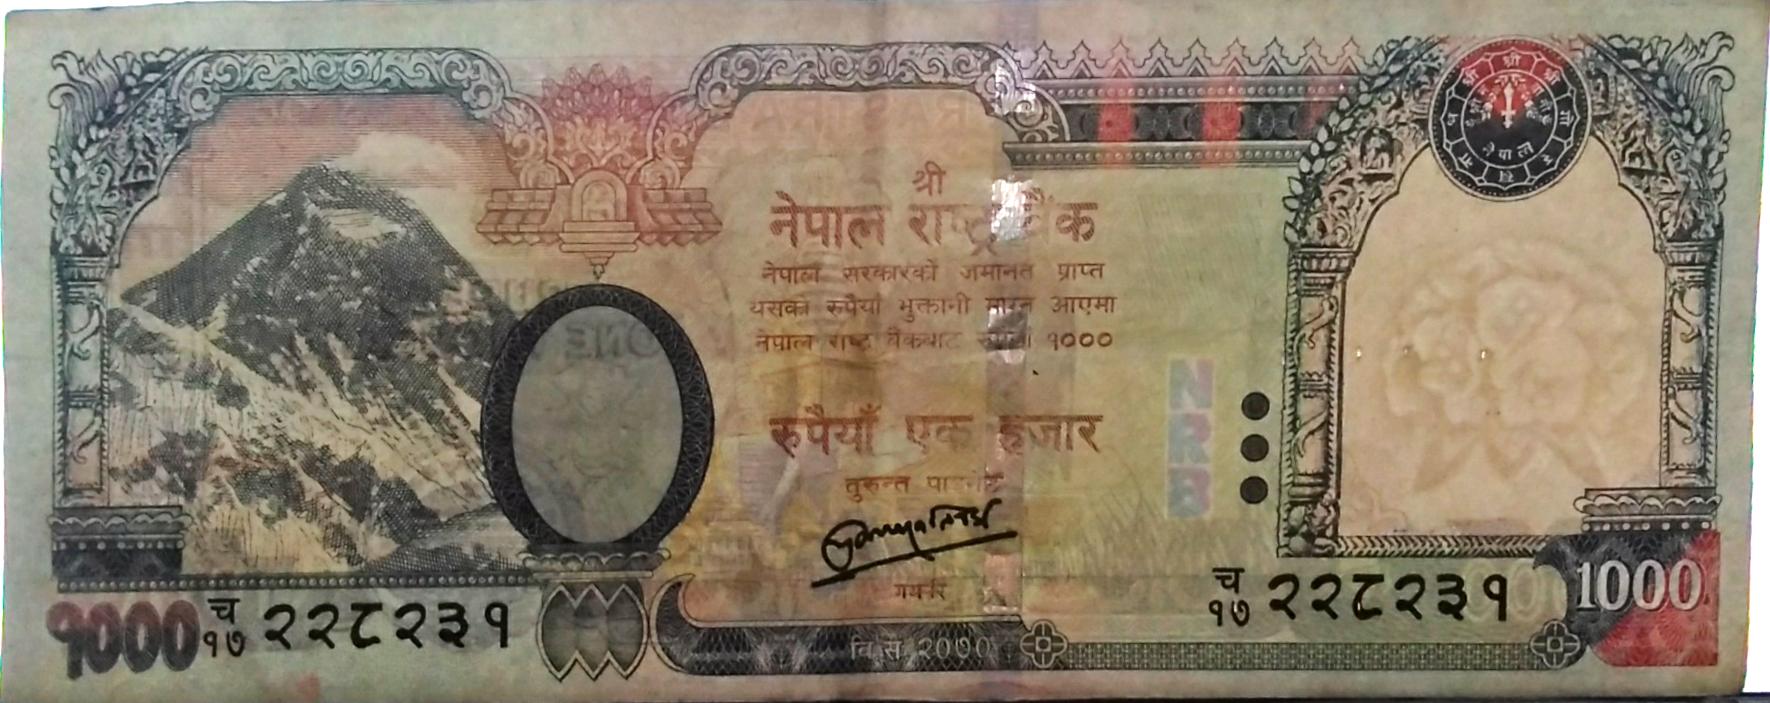 श्री
नेपाल राष्ट्र बैंक
नेपाल सरकारको जमानत प्राप्त
यसको रुपैयाँ भुक्तानी माग्न आएमा
नेपाल राष्ट्र बैंकबाट रुपैयाँ १०००
रुपैयाँ एक हजार
तुरुन्त पाइनेछ
गभर्नर
वि.सं. २०७०
१००० च १७ २२८२३१
च १७ २२८२३१
1000
NRB
नेपाल